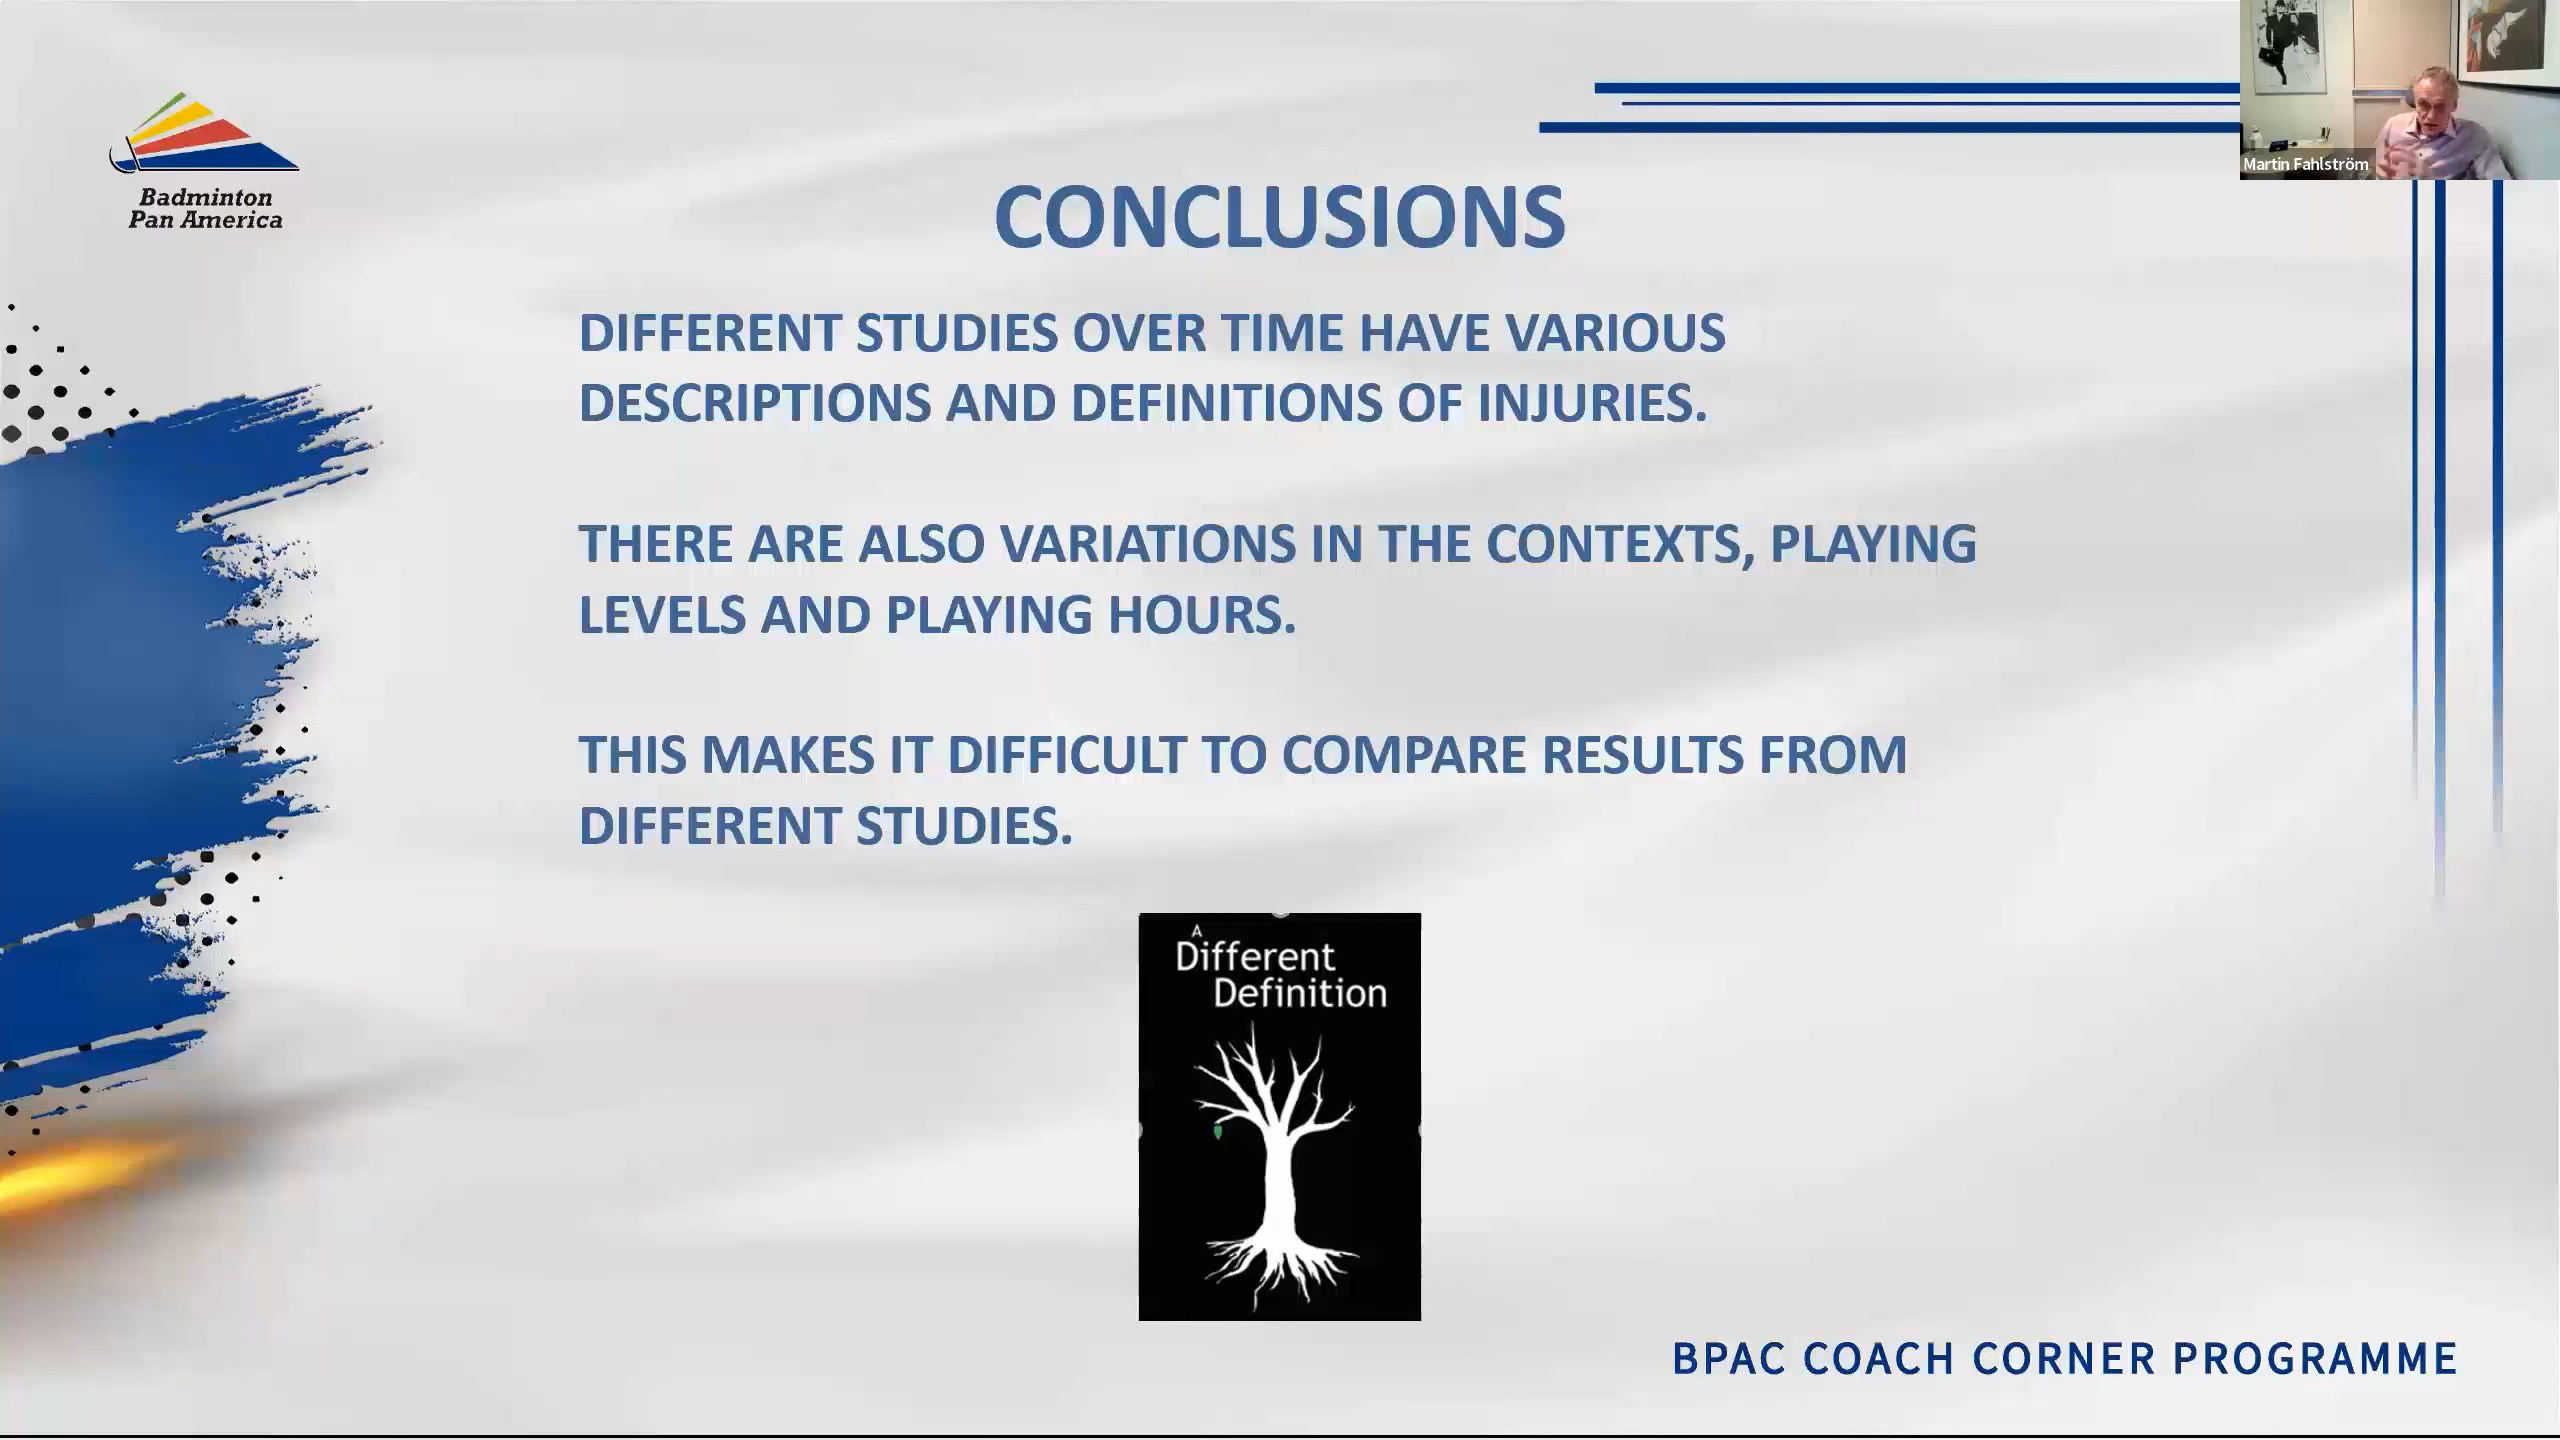 Badminton
Pan America
Martin Fahlström
CONCLUSIONS
DIFFERENT STUDIES OVER TIME HAVE VARIOUS
DESCRIPTIONS AND DEFINITIONS OF INJURIES.
THERE ARE ALSO VARIATIONS IN THE CONTEXTS, PLAYING
LEVELS AND PLAYING HOURS.
THIS MAKES IT DIFFICULT TO COMPARE RESULTS FROM
DIFFERENT STUDIES.
A
Different
Definition
BPAC COACH CORNER PROGRAMME